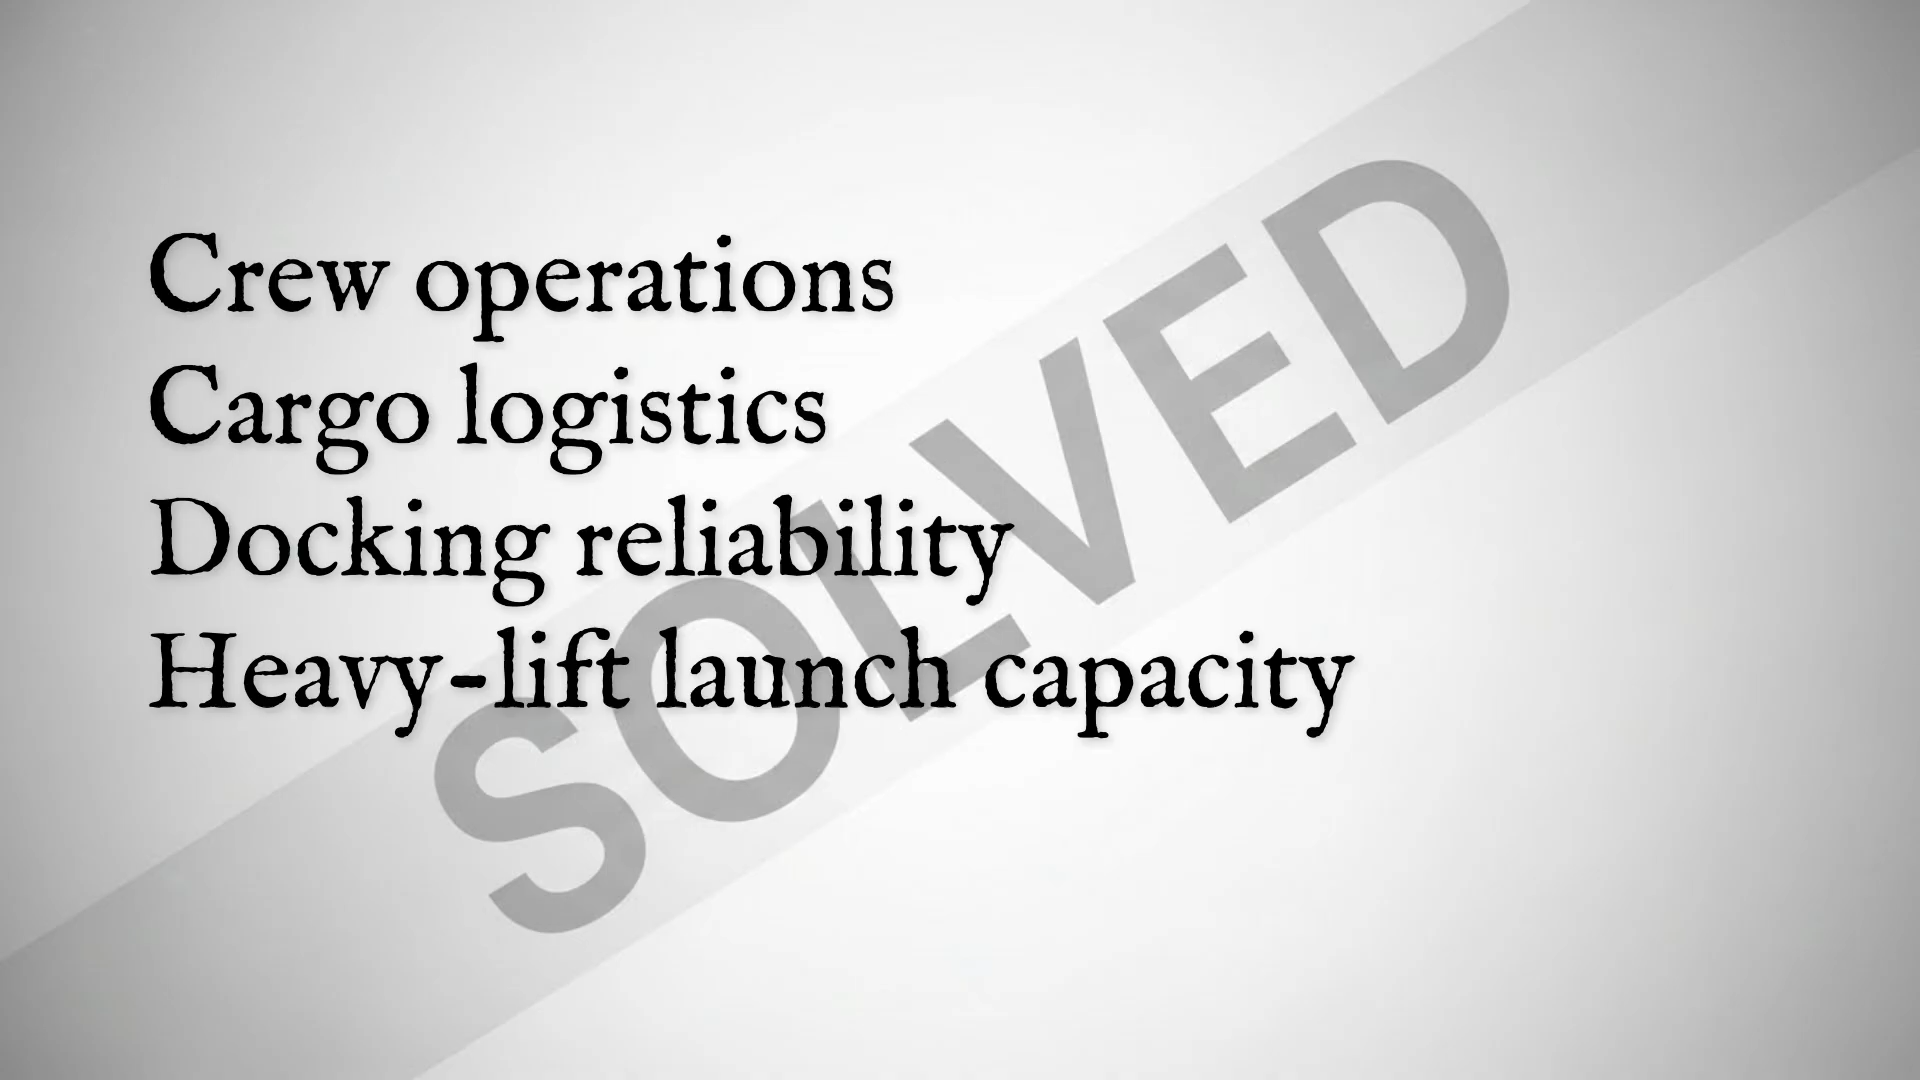 Crew operations
Cargo logistics
Docking reliability
Heavy-lift launch capacity
SOLVED